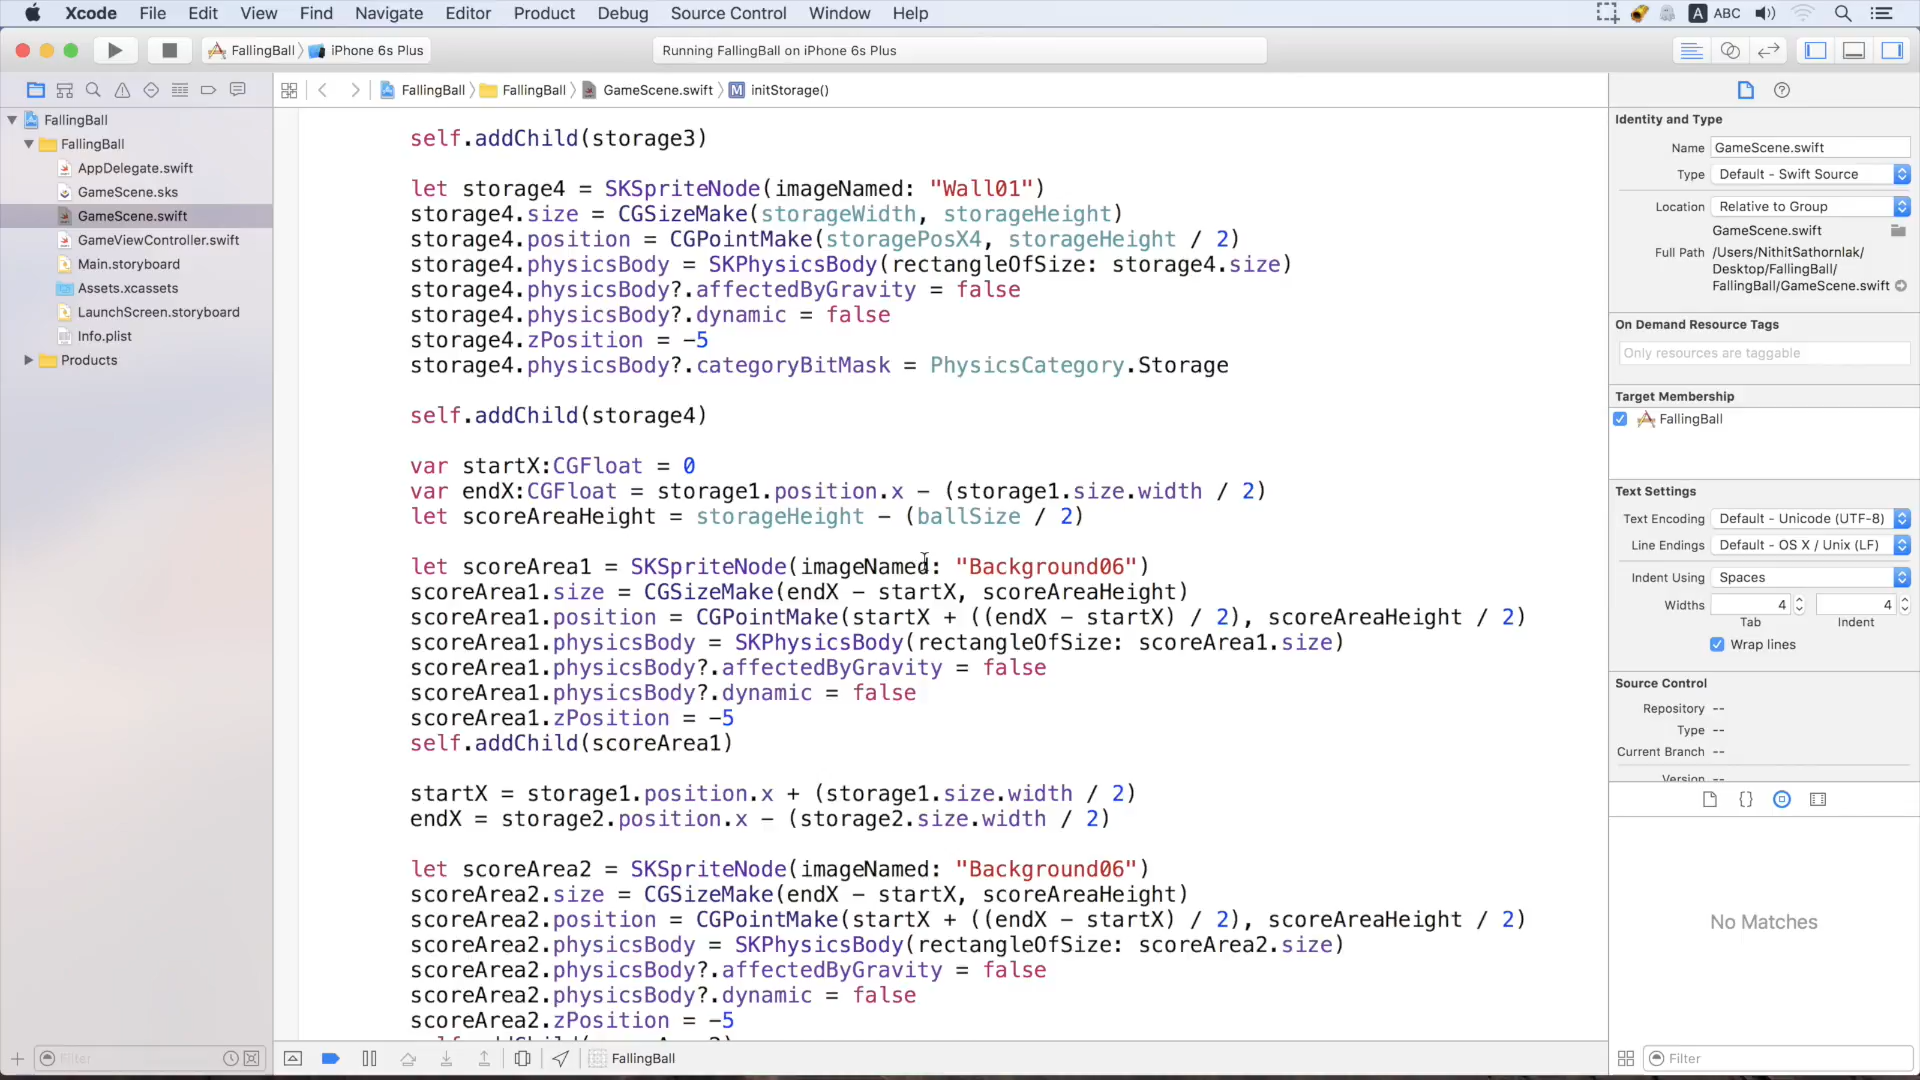 Xcode File Edit View Find Navigate Editor Product Debug Source Control Window Help
A ABC
FallingBall iPhone 6s Plus
Running FallingBall on iPhone 6s Plus
FallingBall FallingBall GameScene.swift M initStorage()
FallingBall
FallingBall
AppDelegate.swift
GameScene.sks
GameScene.swift
GameViewController.swift
Main.storyboard
Assets.xcassets
LaunchScreen.storyboard
Info.plist
Products
Filter
self.addChild(storage3)
let storage4 = SKSpriteNode(imageNamed: "Wall01")
storage4.size = CGSizeMake(storageWidth, storageHeight)
storage4.position = CGPointMake(storagePosX4, storageHeight / 2)
storage4.physicsBody = SKPhysicsBody(rectangleOfSize: storage4.size)
storage4.physicsBody?.affectedByGravity = false
storage4.physicsBody?.dynamic = false
storage4.zPosition = -5
storage4.physicsBody?.categoryBitMask = PhysicsCategory.Storage
self.addChild(storage4)
var startX:CGFloat = 0
var endX:CGFloat = storage1.position.x - (storage1.size.width / 2)
let scoreAreaHeight = storageHeight - (ballSize / 2)
let scoreArea1 = SKSpriteNode(imageNamed: "Background06")
scoreArea1.size = CGSizeMake(endX - startX, scoreAreaHeight)
scoreArea1.position = CGPointMake(startX + ((endX - startX) / 2), scoreAreaHeight / 2)
scoreArea1.physicsBody = SKPhysicsBody(rectangleOfSize: scoreArea1.size)
scoreArea1.physicsBody?.affectedByGravity = false
scoreArea1.physicsBody?.dynamic = false
scoreArea1.zPosition = -5
self.addChild(scoreArea1)
startX = storage1.position.x + (storage1.size.width / 2)
endX = storage2.position.x - (storage2.size.width / 2)
let scoreArea2 = SKSpriteNode(imageNamed: "Background06")
scoreArea2.size = CGSizeMake(endX - startX, scoreAreaHeight)
scoreArea2.position = CGPointMake(startX + ((endX - startX) / 2), scoreAreaHeight / 2)
scoreArea2.physicsBody = SKPhysicsBody(rectangleOfSize: scoreArea2.size)
scoreArea2.physicsBody?.affectedByGravity = false
scoreArea2.physicsBody?.dynamic = false
scoreArea2.zPosition = -5
FallingBall
Identity and Type
Name GameScene.swift
Type Default - Swift Source
Location Relative to Group
GameScene.swift
Full Path /Users/NithitSathornlak/
Desktop/FallingBall/
FallingBall/GameScene.swift
On Demand Resource Tags
Only resources are taggable
Target Membership
FallingBall
Text Settings
Text Encoding Default - Unicode (UTF-8)
Line Endings Default - OS X / Unix (LF)
Indent Using Spaces
Widths 4 4
Tab Indent
Wrap lines
Source Control
Repository --
Type --
Current Branch --
Version --
No Matches
Filter